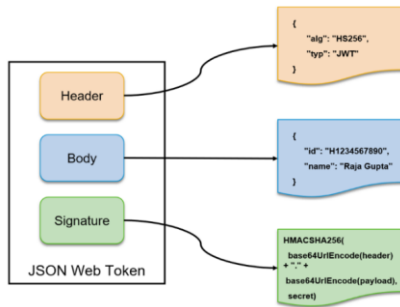 {
"alg": "HS256",
"typ": "JWT"
}
Header
Body
Signature
JSON Web Token
{
"id": "H1234567890",
"name": "Raja Gupta"
}
HMACSHA256(
base64UrlEncode(header)
+ "." +
base64UrlEncode(payload),
secret)